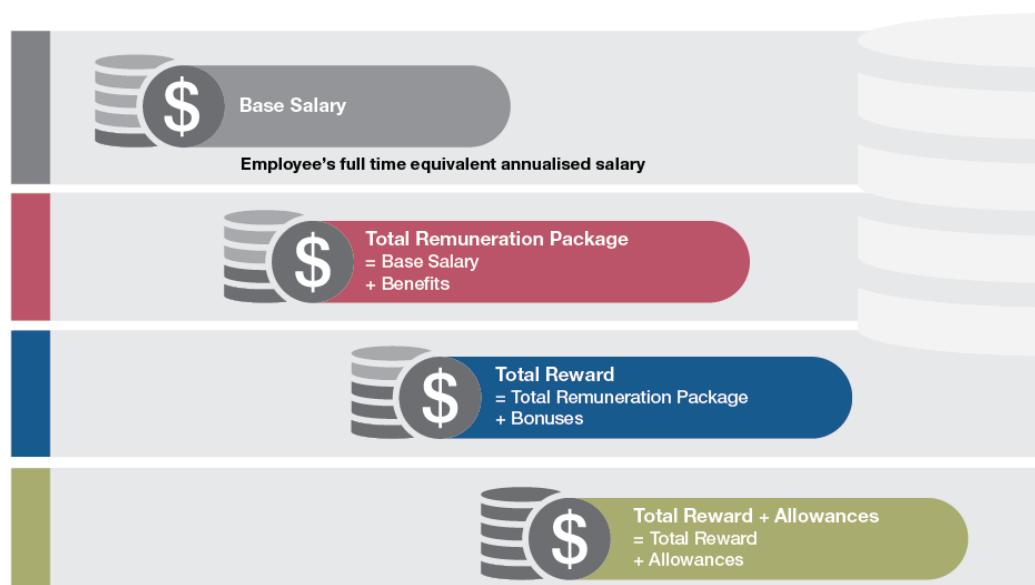 $
Base Salary
Employee's full time equivalent annualised salary
$
Total Remuneration Package
= Base Salary
+ Benefits
$
Total Reward
= Total Remuneration Package
+ Bonuses
$
Total Reward + Allowances
= Total Reward
+ Allowances